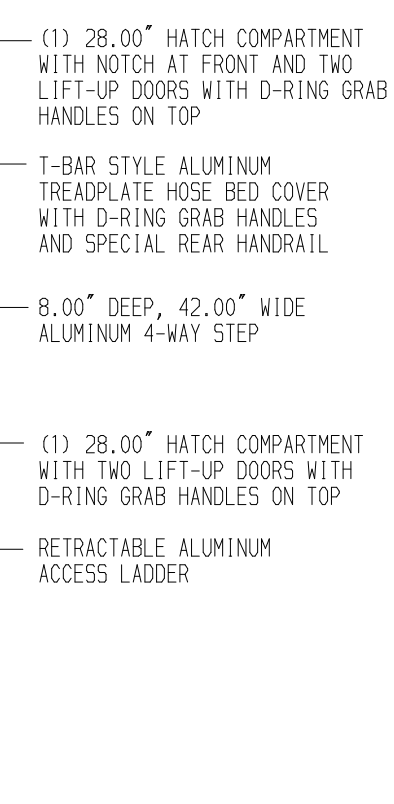 (1) 28.00" HATCH COMPARTMENT
WITH NOTCH AT FRONT AND TWO
LIFT-UP DOORS WITH D-RING GRAB
HANDLES ON TOP
T-BAR STYLE ALUMINUM
TREADPLATE HOSE BED COVER
WITH D-RING GRAB HANDLES
AND SPECIAL REAR HANDRAIL
8.00" DEEP, 42.00" WIDE
ALUMINUM 4-WAY STEP
(1) 28.00" HATCH COMPARTMENT
WITH TWO LIFT-UP DOORS WITH
D-RING GRAB HANDLES ON TOP
RETRACTABLE ALUMINUM
ACCESS LADDER